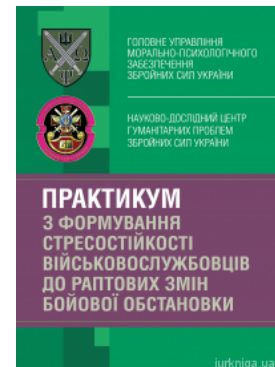 ГОЛОВНЕ УПРАВЛІННЯ
МОРАЛЬНО-ПСИХОЛОГІЧНОГО
ЗАБЕЗПЕЧЕННЯ
ЗБРОЙНИХ СИЛ УКРАЇНИ
НАУКОВО-ДОСЛІДНИЙ ЦЕНТР
ГУМАНІТАРНИХ ПРОБЛЕМ
ЗБРОЙНИХ СИЛ УКРАЇНИ
ПРАКТИКУМ
З ФОРМУВАННЯ
СТРЕСОСТІЙКОСТІ
ВІЙСЬКОВОСЛУЖБОВЦІВ
ДО РАПТОВИХ ЗМІН
БОЙОВОЇ ОБСТАНОВКИ
jurkniga.ua